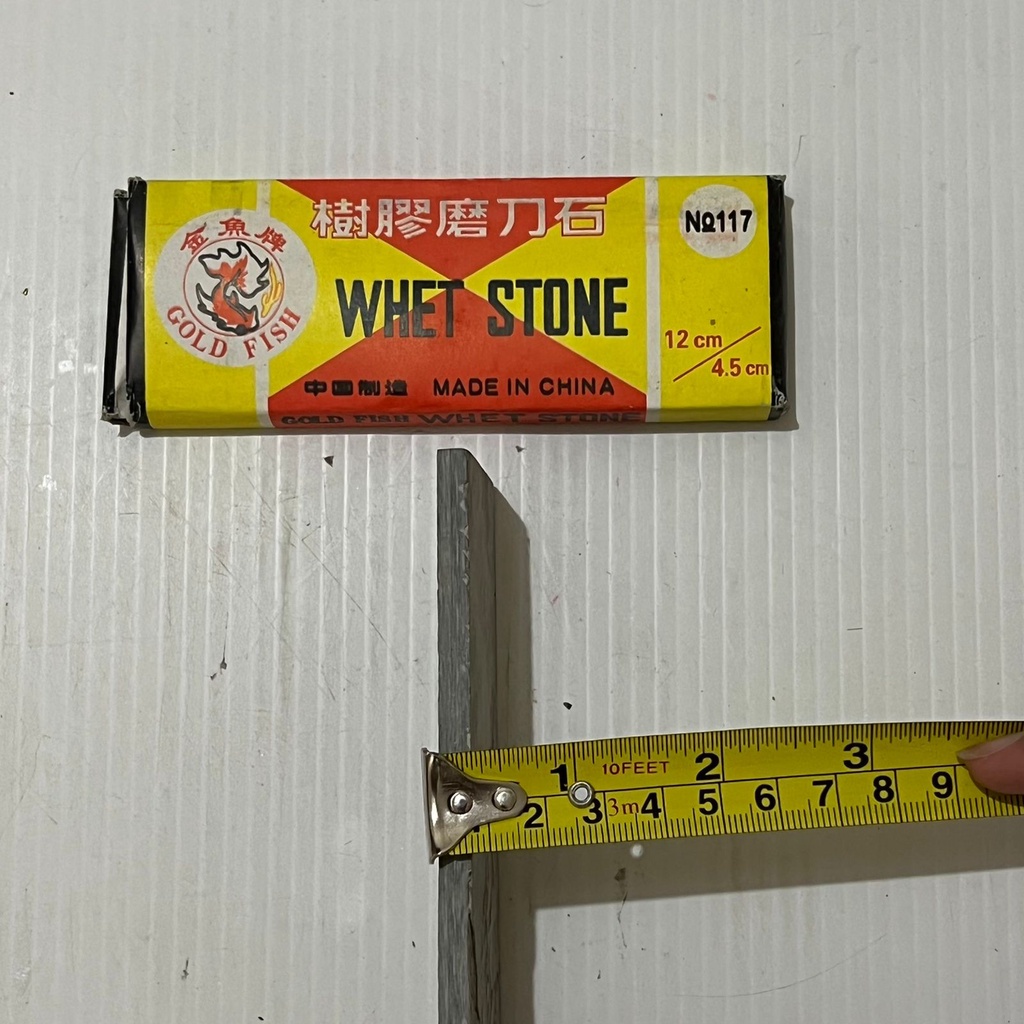 金魚牌
GOLD FISH
樹膠磨刀石
WHET STONE
中国制造 MADE IN CHINA
GOLD FISH WHET STONE
No117
12 cm
4.5 cm
1 10FEET 2 3
2 3 3m 4 5 6 7 8 9